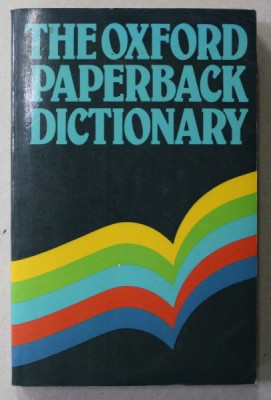 THE OXFORD
PAPERBACK
DICTIONARY